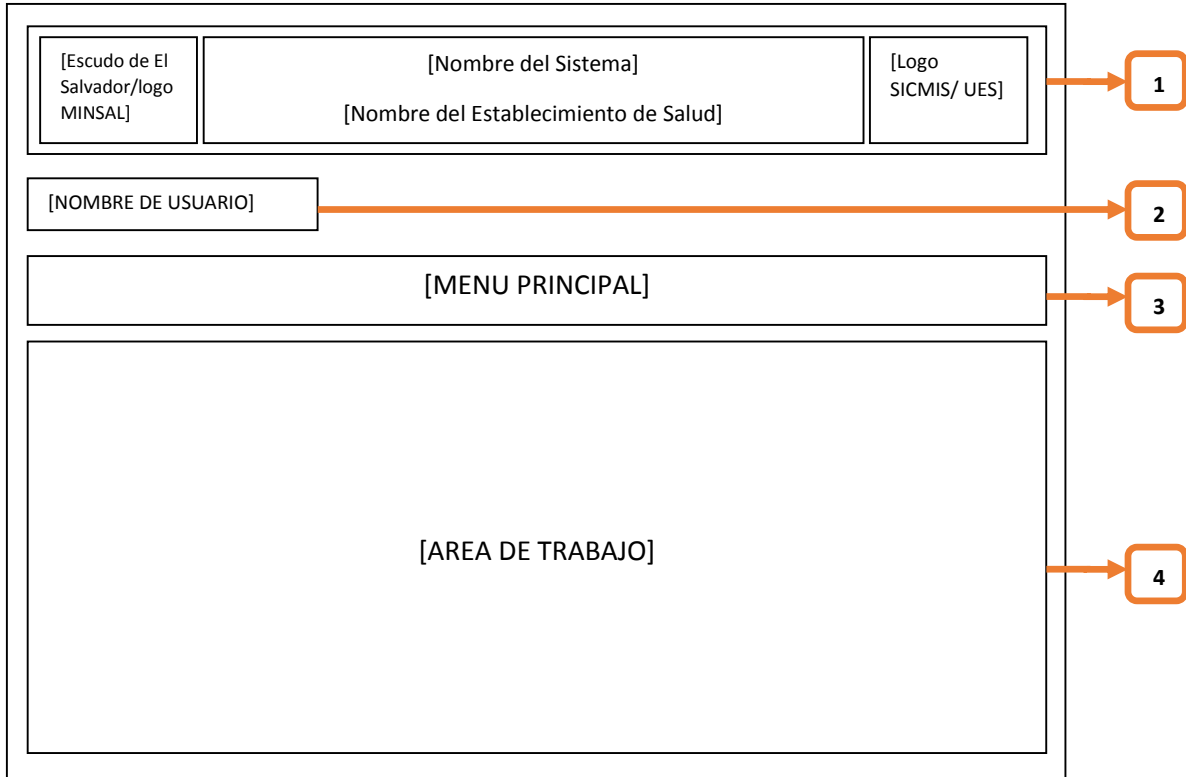 [Escudo de El
Salvador/logo
MINSAL]
[Nombre del Sistema]
[Nombre del Establecimiento de Salud]
[Logo
SICMIS/ UES]
1
[NOMBRE DE USUARIO]
2
[MENU PRINCIPAL]
3
[AREA DE TRABAJO]
4